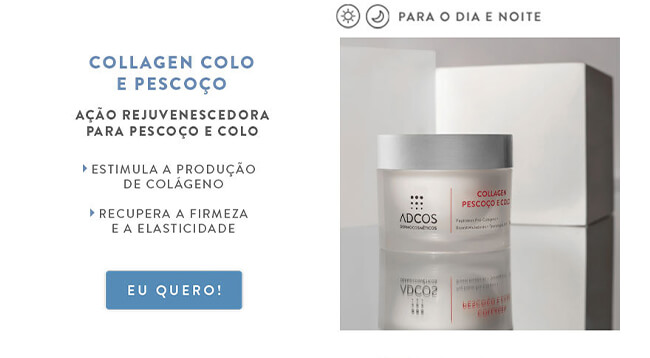 PARA O DIA E NOITE
COLLAGEN COLO
E PESCOÇO
AÇÃO REJUVENESCEDORA
PARA PESCOÇO E COLO
ESTIMULA A PRODUÇÃO
DE COLÁGENO
RECUPERA A FIRMEZA
E A ELASTICIDADE
EU QUERO!
ADCOS
DERMOCOSMÉTICOS
COLLAGEN
PESCOÇO E COLO